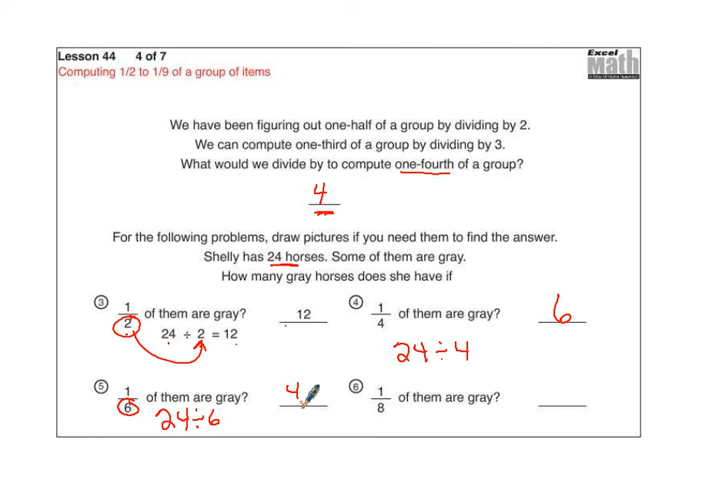 Lesson 44 4 of 7
Computing 1/2 to 1/9 of a group of items
Excel
Math
We have been figuring out one-half of a group by dividing by 2.
We can compute one-third of a group by dividing by 3.
What would we divide by to compute one-fourth of a group?
4
For the following problems, draw pictures if you need them to find the answer.
Shelly has 24 horses. Some of them are gray.
How many gray horses does she have if
③ 1/2 of them are gray? 12
24 ÷ 2 = 12
④ 1/4 of them are gray? 6
24÷4
⑤ 1/6 of them are gray? 4
24÷6
⑥ 1/8 of them are gray?